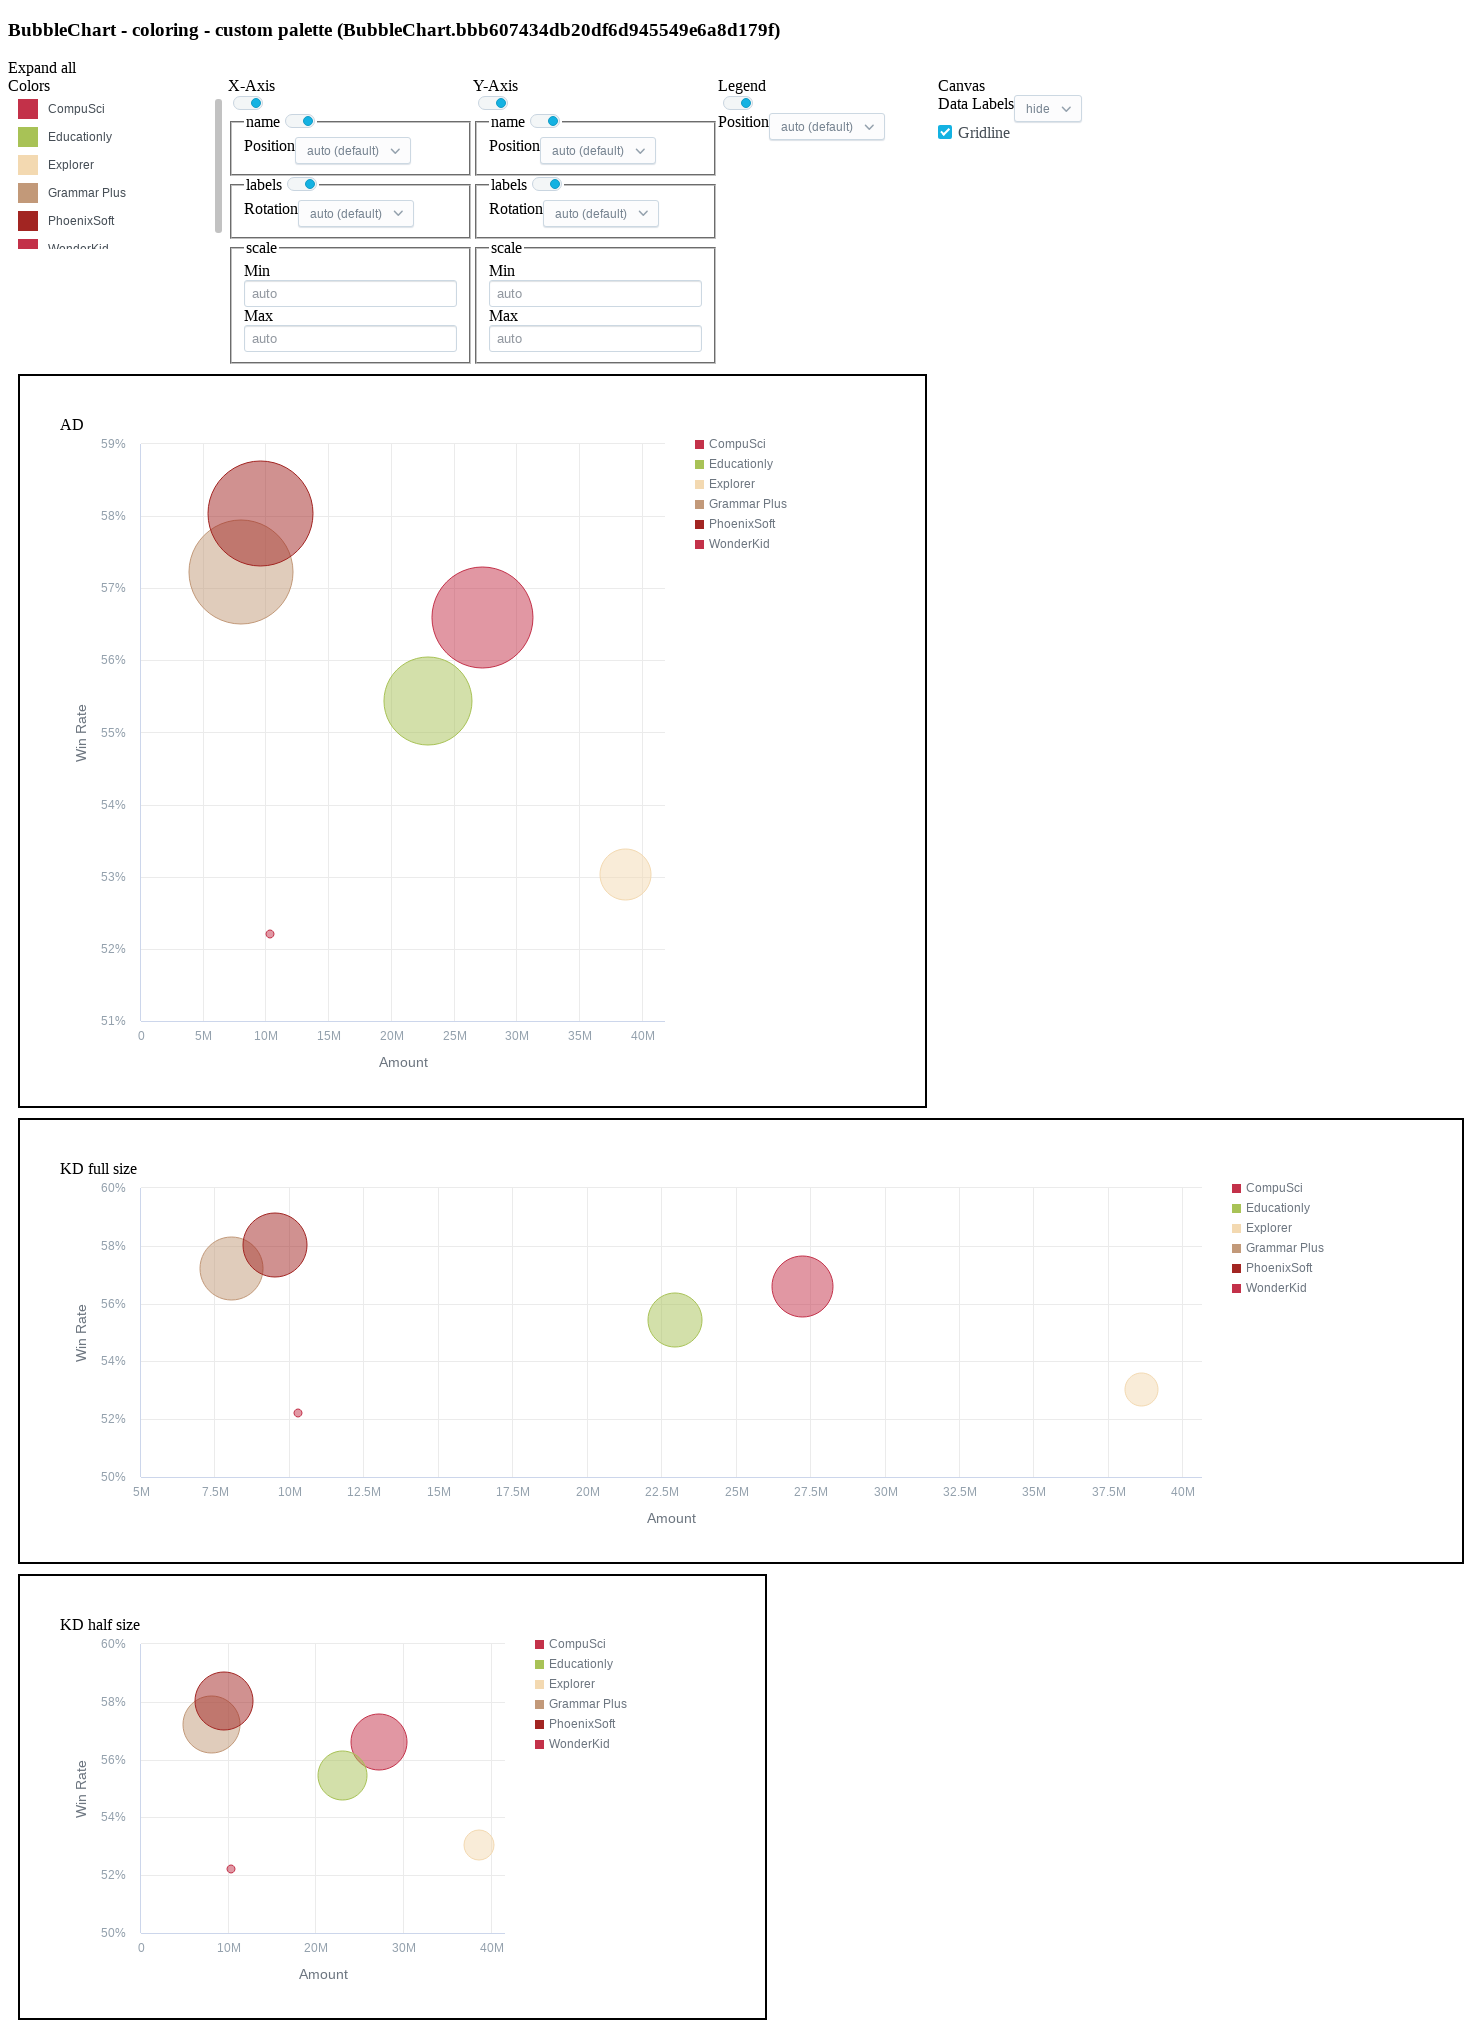 BubbleChart - coloring - custom palette (BubbleChart.bbb607434db20df6d945549e6a8d179f)
Expand all
Colors
CompuSci
Educationly
Explorer
Grammar Plus
PhoenixSoft
WonderKid
X-Axis
name
Position auto (default)
labels
Rotation auto (default)
scale
Min
auto
Max
auto
Y-Axis
name
Position auto (default)
labels
Rotation auto (default)
scale
Min
auto
Max
auto
Legend
Position auto (default)
Canvas
Data Labels hide
Gridline
AD
59%
58%
57%
56%
55%
54%
53%
52%
51%
Win Rate
0 5M 10M 15M 20M 25M 30M 35M 40M
Amount
CompuSci
Educationly
Explorer
Grammar Plus
PhoenixSoft
WonderKid
KD full size
60%
58%
56%
54%
52%
50%
Win Rate
5M 7.5M 10M 12.5M 15M 17.5M 20M 22.5M 25M 27.5M 30M 32.5M 35M 37.5M 40M
Amount
CompuSci
Educationly
Explorer
Grammar Plus
PhoenixSoft
WonderKid
KD half size
60%
58%
56%
54%
52%
50%
Win Rate
0 10M 20M 30M 40M
Amount
CompuSci
Educationly
Explorer
Grammar Plus
PhoenixSoft
WonderKid